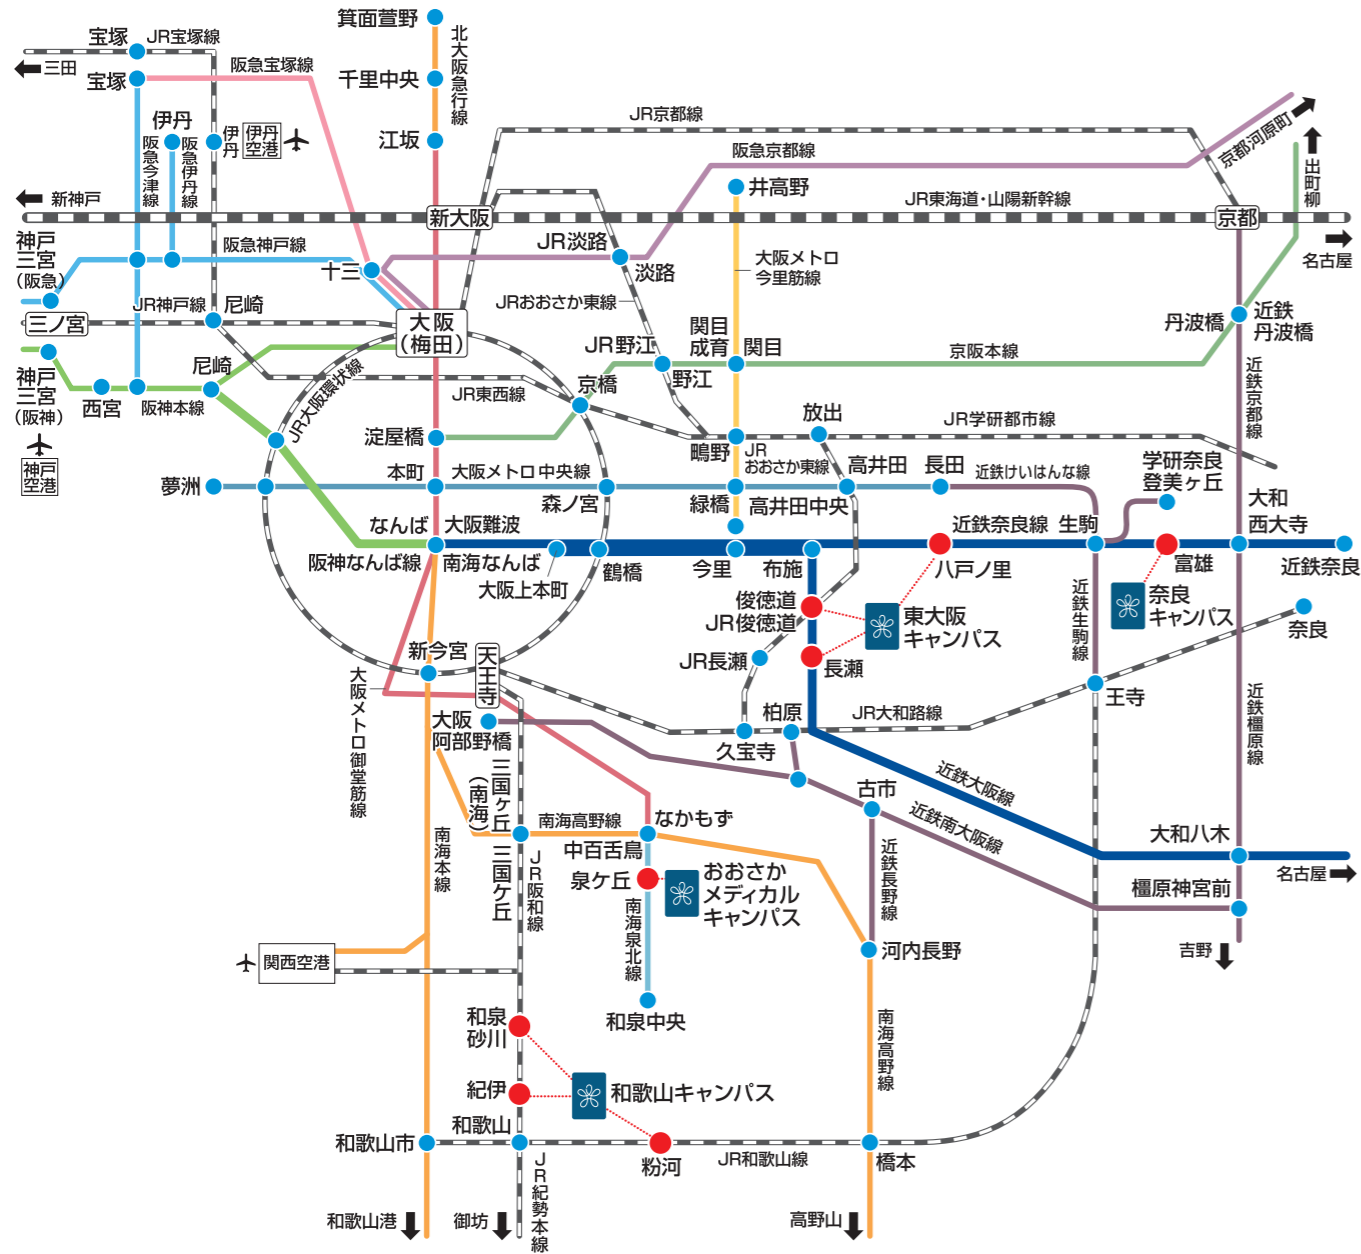 箕面萱野
北大阪急行線
宝塚
JR宝塚線
三田
宝塚
阪急宝塚線
千里中央
江坂
伊丹
阪急今津線
阪急伊丹線
伊丹
伊丹
空港
JR京都線
阪急京都線
京都河原町
出町柳
新神戸
井高野
JR東海道・山陽新幹線
新大阪
京都
名古屋
神戸
三宮
(阪急)
阪急神戸線
十三
JR淡路
淡路
大阪メトロ
今里筋線
JR神戸線
尼崎
JRおおさか東線
三ノ宮
大阪
(梅田)
丹波橋
近鉄
丹波橋
関目
成育
関目
JR野江
野江
京阪本線
神戸
三宮
(阪神)
西宮
阪神本線
尼崎
JR大阪環状線
JR東西線
京橋
近鉄京都線
淀屋橋
放出
JR学研都市線
鴫野
JR
おおさか東線
神戸
空港
夢洲
本町
大阪メトロ中央線
森ノ宮
緑橋
高井田
高井田中央
長田
近鉄けいはんな線
学研奈良
登美ヶ丘
大和
西大寺
なんば
大阪難波
阪神なんば線
南海なんば
大阪上本町
鶴橋
今里
布施
近鉄奈良線
八戸ノ里
生駒
富雄
近鉄奈良
俊徳道
JR俊徳道
東大阪
キャンパス
奈良
キャンパス
近鉄生駒線
奈良
新今宮
天王寺
JR長瀬
長瀬
王寺
大阪メトロ御堂筋線
大阪
阿部野橋
柏原
久宝寺
JR大和路線
近鉄橿原線
三国ヶ丘
(南海)
近鉄大阪線
古市
近鉄南大阪線
南海本線
南海高野線
なかもず
中百舌鳥
大和八木
名古屋
三国ケ丘
JR阪和線
泉ケ丘
おおさか
メディカル
キャンパス
近鉄長野線
橿原神宮前
南海泉北線
吉野
関西空港
河内長野
和泉中央
和泉
砂川
南海高野線
紀伊
和歌山キャンパス
和歌山市
和歌山
粉河
JR和歌山線
橋本
和歌山港
御坊
JR紀勢本線
高野山